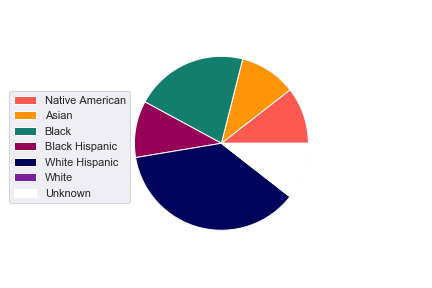 Native American
Asian
Black
Black Hispanic
White Hispanic
White
Unknown